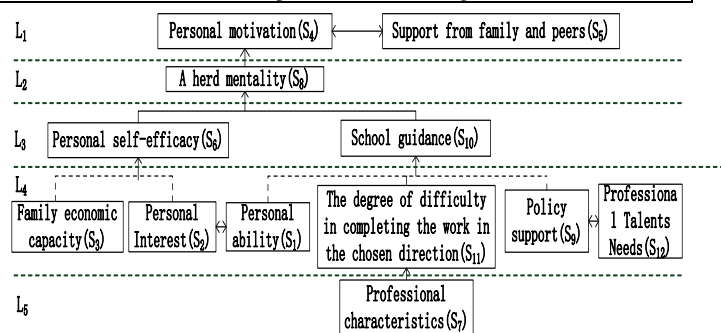 L1
Personal motivation(S4)
Support from family and peers(S5)
L2
A herd mentality(S8)
L3
Personal self-efficacy(S6)
School guidance(S10)
L4
Family economic
capacity(S3)
Personal
Interest(S2)
Personal
ability(S1)
The degree of difficulty
in completing the work in
the chosen direction(S11)
Policy
support(S9)
Professiona
l Talents
Needs(S12)
L5
Professional
characteristics(S7)